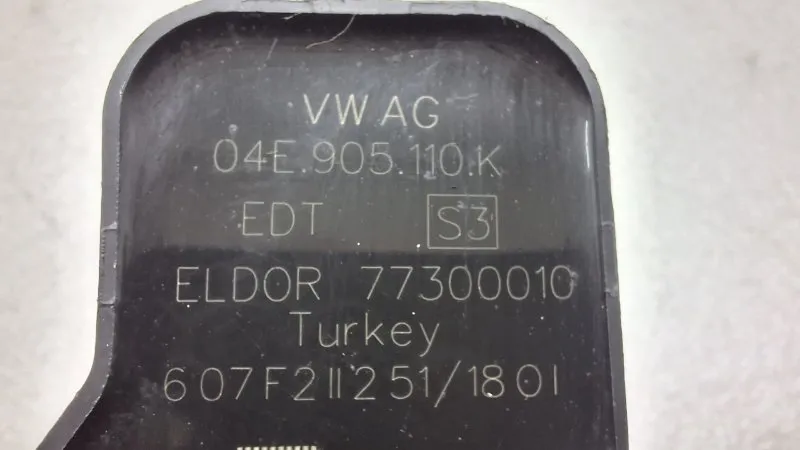 VW AG
04E.905.110.K
EDT S3
ELDOR 77300010
Turkey
607F211251/1801